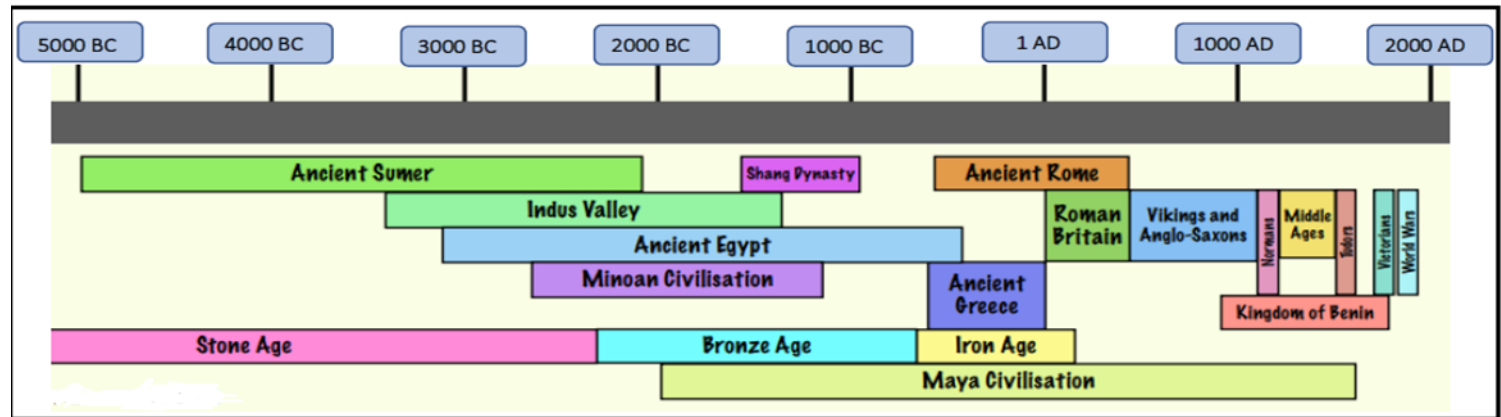 5000 BC
4000 BC
3000 BC
2000 BC
1000 BC
1 AD
1000 AD
2000 AD
Ancient Sumer
Shang Dynasty
Ancient Rome
Indus Valley
Roman
Britain
Vikings and
Anglo-Saxons
Normans
Middle
Ages
Tudors
Victorians
World Wars
Ancient Egypt
Minoan Civilisation
Ancient
Greece
Kingdom of Benin
Stone Age
Bronze Age
Iron Age
Maya Civilisation